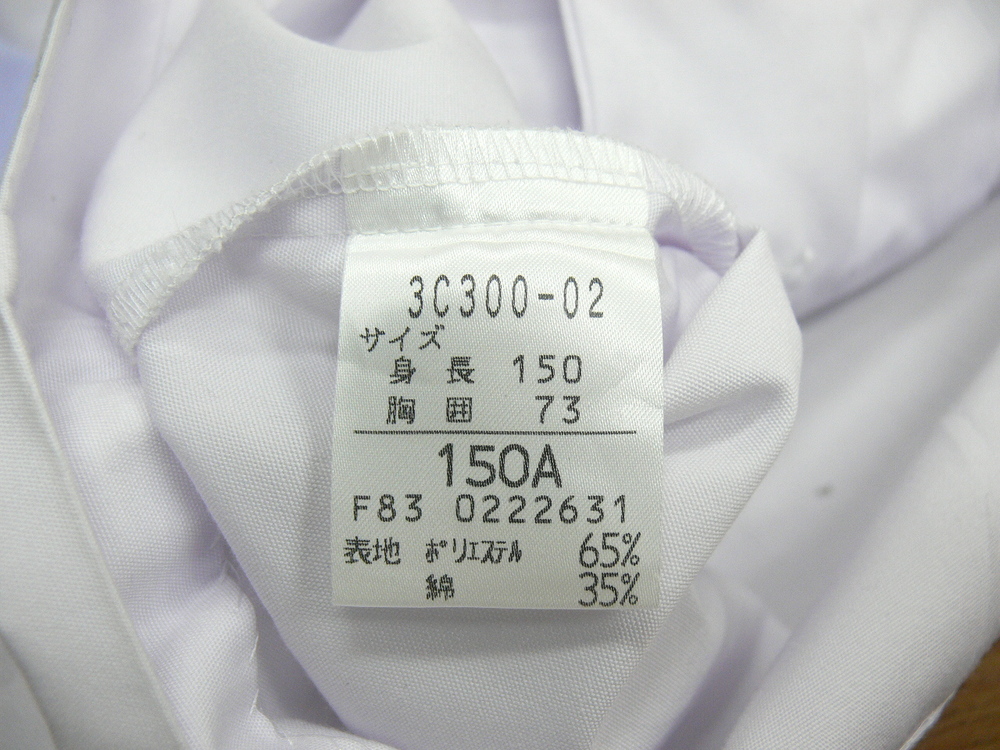 3C300-02
サイズ
身 長 150
胸 囲 73
150A
F83 0222631
表地 ポリエステル 65%
綿 35%